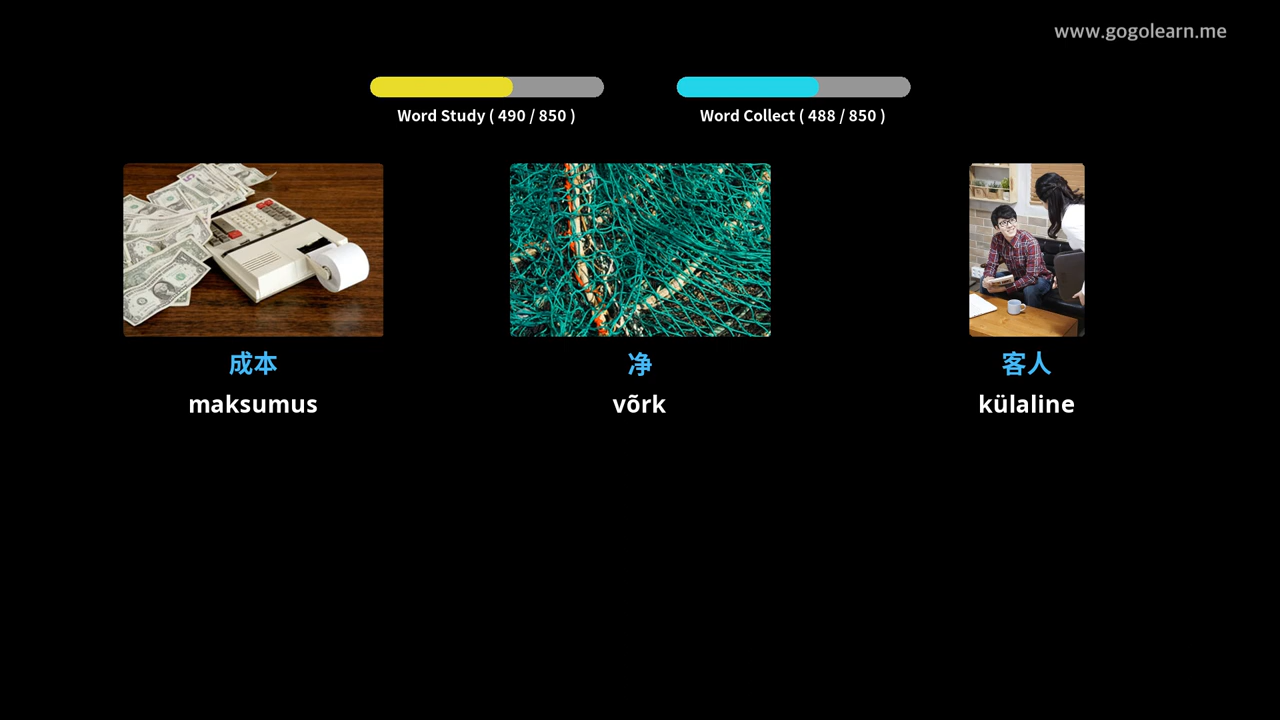 www.gogolearn.me
Word Study ( 490 / 850 )
Word Collect ( 488 / 850 )
成本
净
客人
maksumus
võrk
külaline